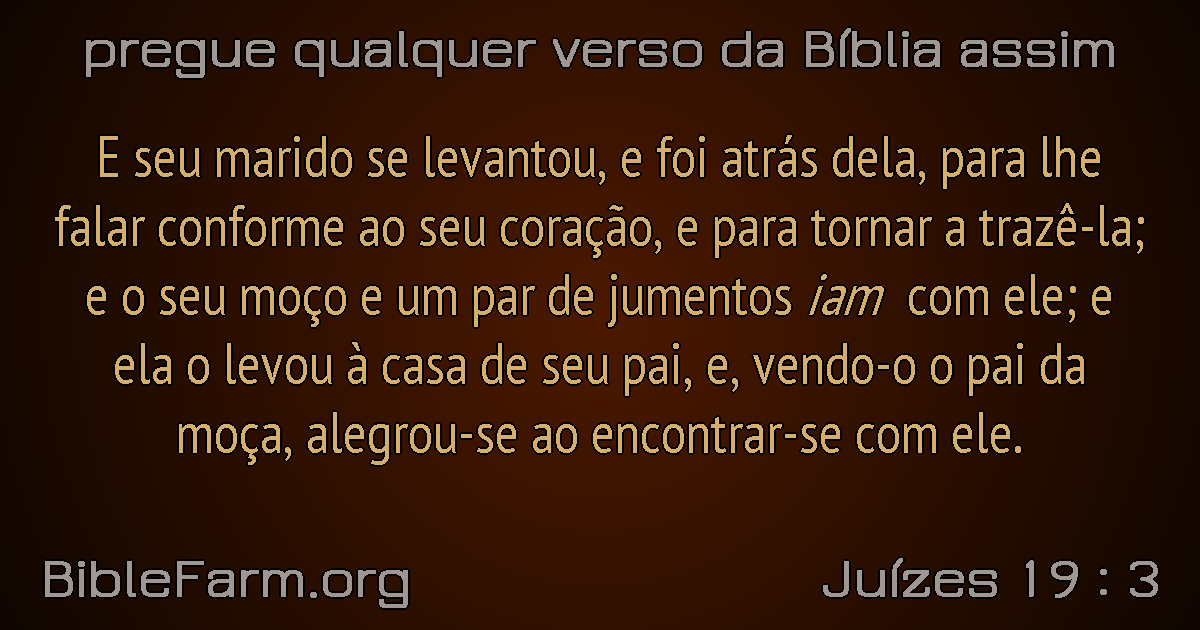 pregue qualquer verso da Bíblia assim
E seu marido se levantou, e foi atrás dela, para lhe
falar conforme ao seu coração, e para tornar a trazê-la;
e o seu moço e um par de jumentos iam com ele; e
ela o levou à casa de seu pai, e, vendo-o o pai da
moça, alegrou-se ao encontrar-se com ele.
BibleFarm.org
Juízes 19 : 3